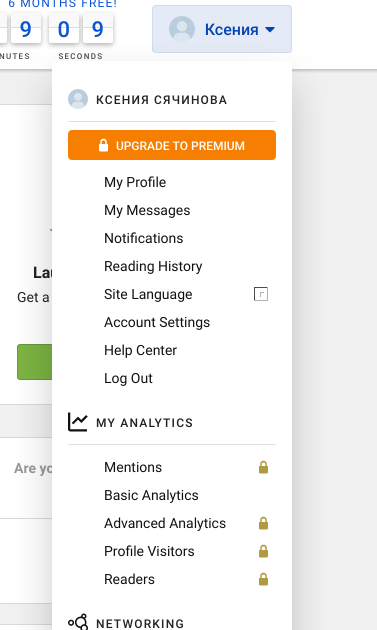 6 MONTHS FREE!
9 0 9
NUTES SECONDS
Ксения
КСЕНИЯ СЯЧИНОВА
UPGRADE TO PREMIUM
My Profile
My Messages
Notifications
Reading History
Lau
Get a
Site Language
Account Settings
Help Center
Log Out
MY ANALYTICS
Are yo
Mentions
Basic Analytics
Advanced Analytics
Profile Visitors
Readers
NETWORKING